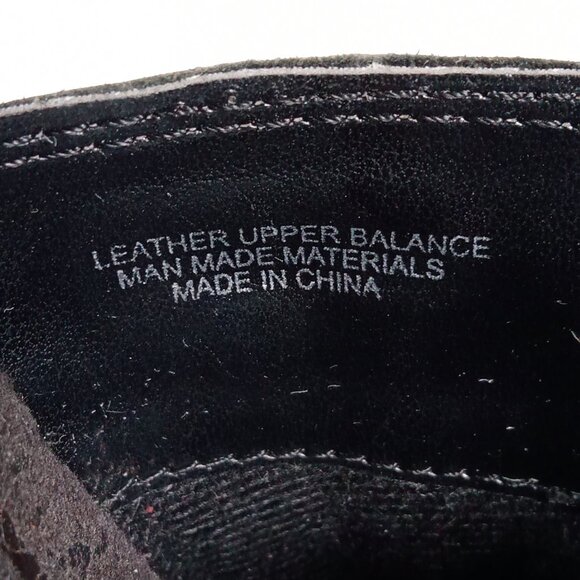 LEATHER UPPER BALANCE
MAN MADE MATERIALS
MADE IN CHINA